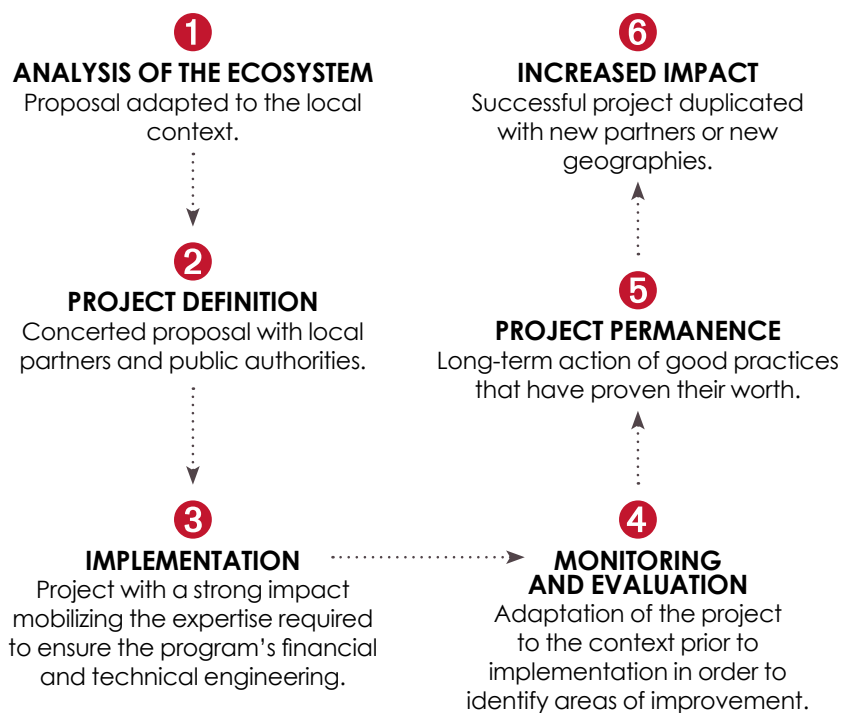 1
ANALYSIS OF THE ECOSYSTEM
Proposal adapted to the local
context.
2
PROJECT DEFINITION
Concerted proposal with local
partners and public authorities.
3
IMPLEMENTATION
Project with a strong impact
mobilizing the expertise required
to ensure the program's financial
and technical engineering.
4
MONITORING
AND EVALUATION
Adaptation of the project
to the context prior to
implementation in order to
identify areas of improvement.
5
PROJECT PERMANENCE
Long-term action of good practices
that have proven their worth.
6
INCREASED IMPACT
Successful project duplicated
with new partners or new
geographies.